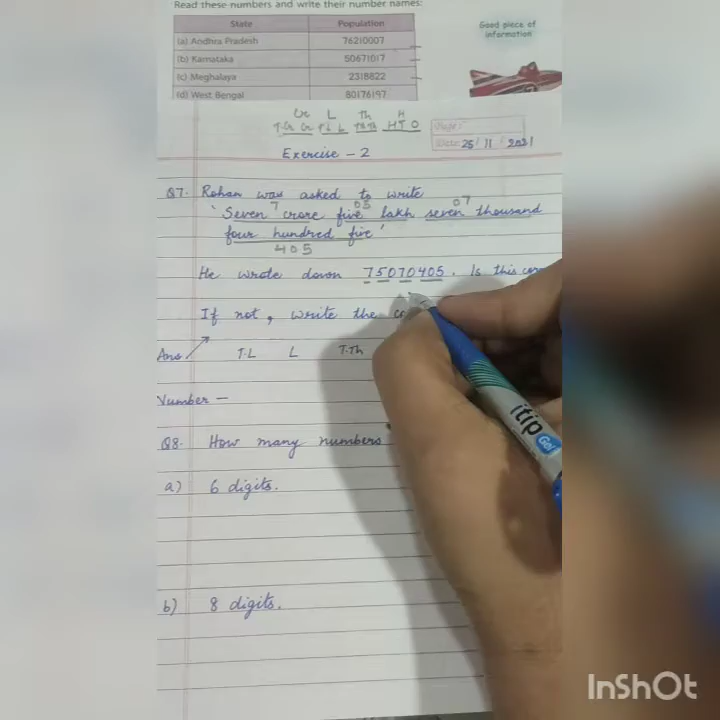 Read these numbers and write their number names:
State Population
(a) Andhra Pradesh 76210007
(b) Karnataka 50671017
(c) Meghalaya 2318822
(d) West Bengal 80176197
Good piece of
information
Cr L Th H
T.Cr Cr T.L L T.Th Th H T O
Page:
Date: 25/11/2021
Exercise - 2
Q7. Rohan was asked to write
7 05 07
'Seven crore five lakh seven thousand
four hundred five'
405
He wrote down 75070405. Is this
If not, write the
Ans T.L L T.Th
Number -
Q8. How many numbers
a) 6 digits.
b) 8 digits.
itip Gel
InShOt